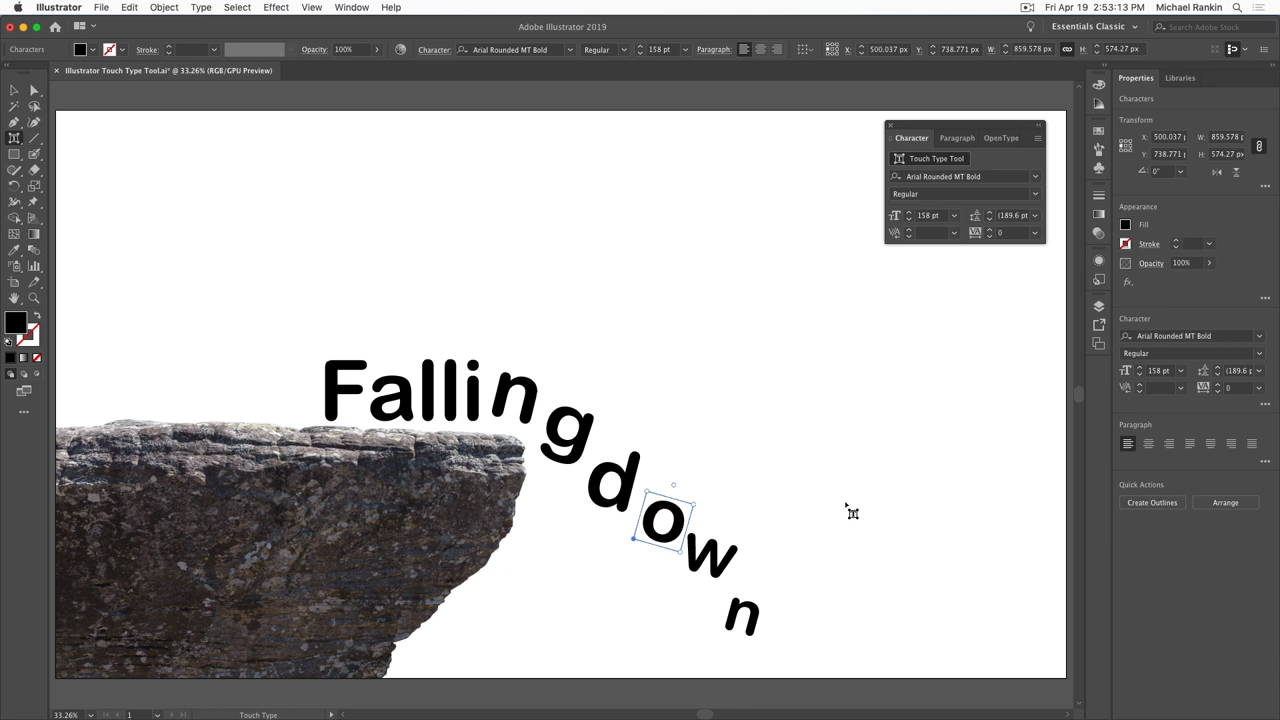 Illustrator File Edit Object Type Select Effect View Window Help Fri Apr 19 2:53:13 PM Michael Rankin
Adobe Illustrator 2019 Essentials Classic Search Adobe Stock
Characters Stroke: Opacity: 100% Character: Arial Rounded MT Bold Regular 158 pt Paragraph: X: 500.037 px Y: 738.771 px W: 859.578 px H: 574.27 px
Illustrator Touch Type Tool.ai* @ 33.26% (RGB/GPU Preview)
Character Paragraph OpenType
Touch Type Tool
Arial Rounded MT Bold
Regular
158 pt (189.6 pt
0
Falling
down
Properties Libraries
Characters
Transform
X: 500.037 p W: 859.578 p
Y: 738.771 p H: 574.27 px
0°
Appearance
Fill
Stroke
Opacity 100%
fx.
Character
Arial Rounded MT Bold
Regular
158 pt (189.6 p
0
Paragraph
Quick Actions
Create Outlines Arrange
33.26% 1 Touch Type